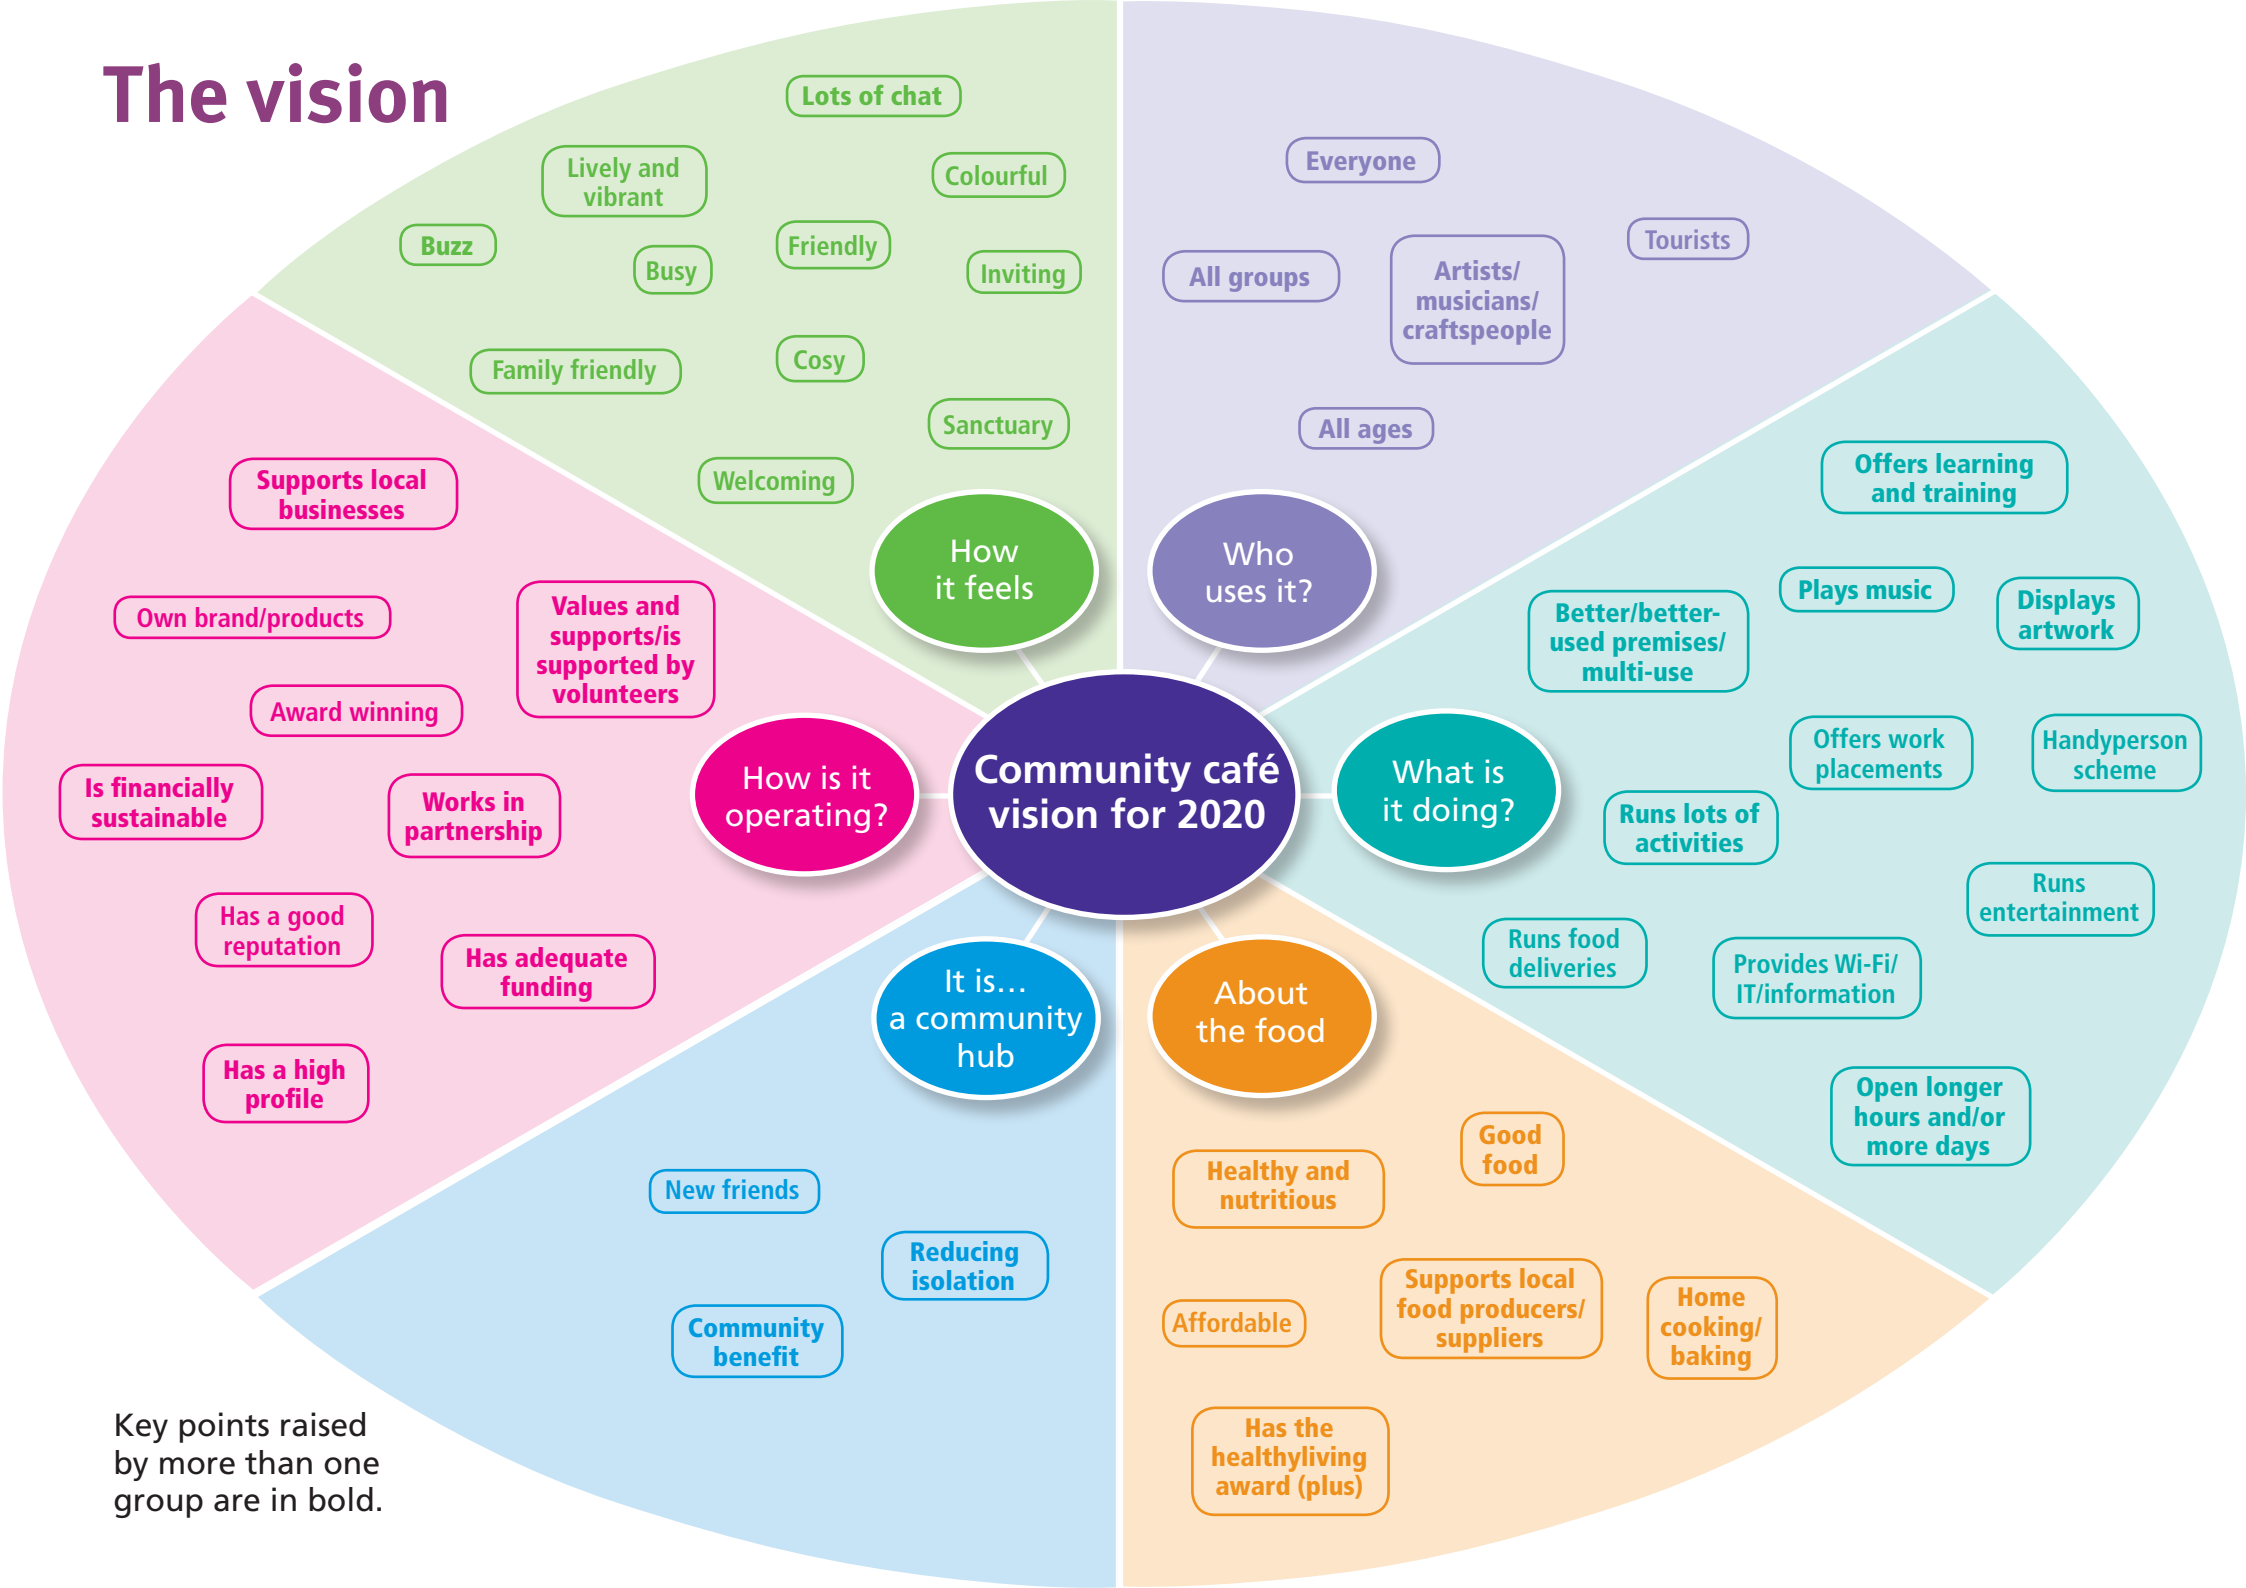 The vision
Lots of chat
Lively and
vibrant
Colourful
Buzz
Busy
Friendly
Inviting
Family friendly
Cosy
Sanctuary
Welcoming
How
it feels
Everyone
Tourists
All groups
Artists/
musicians/
craftspeople
All ages
Who
uses it?
Offers learning
and training
Plays music
Displays
artwork
Better/better-
used premises/
multi-use
Offers work
placements
Handyperson
scheme
Runs lots of
activities
Runs
entertainment
Runs food
deliveries
Provides Wi-Fi/
IT/information
Open longer
hours and/or
more days
What is
it doing?
Community café
vision for 2020
Supports local
businesses
Own brand/products
Values and
supports/is
supported by
volunteers
Award winning
Is financially
sustainable
Works in
partnership
Has a good
reputation
Has adequate
funding
Has a high
profile
How is it
operating?
It is...
a community
hub
New friends
Reducing
isolation
Community
benefit
About
the food
Good
food
Healthy and
nutritious
Supports local
food producers/
suppliers
Home
cooking/
baking
Affordable
Has the
healthyliving
award (plus)
Key points raised
by more than one
group are in bold.